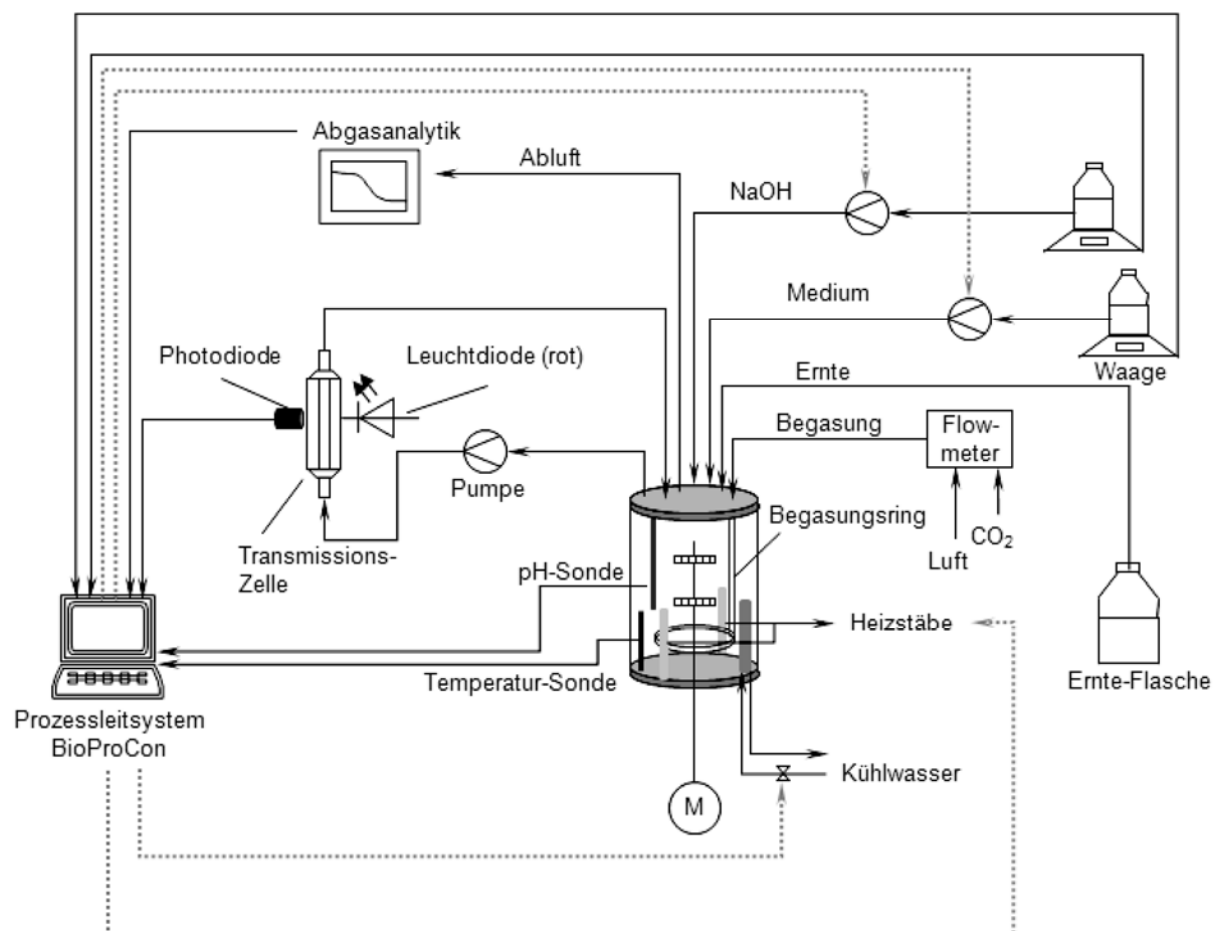 Abgasanalytik
Abluft
NaOH
Medium
Photodiode
Leuchtdiode (rot)
Waage
Ernte
Begasung
Flow-
meter
Pumpe
Begasungsring
CO₂
Luft
Transmissions-
Zelle
pH-Sonde
Heizstäbe
Temperatur-Sonde
Ernte-Flasche
Prozessleitsystem
BioProCon
Kühlwasser
M